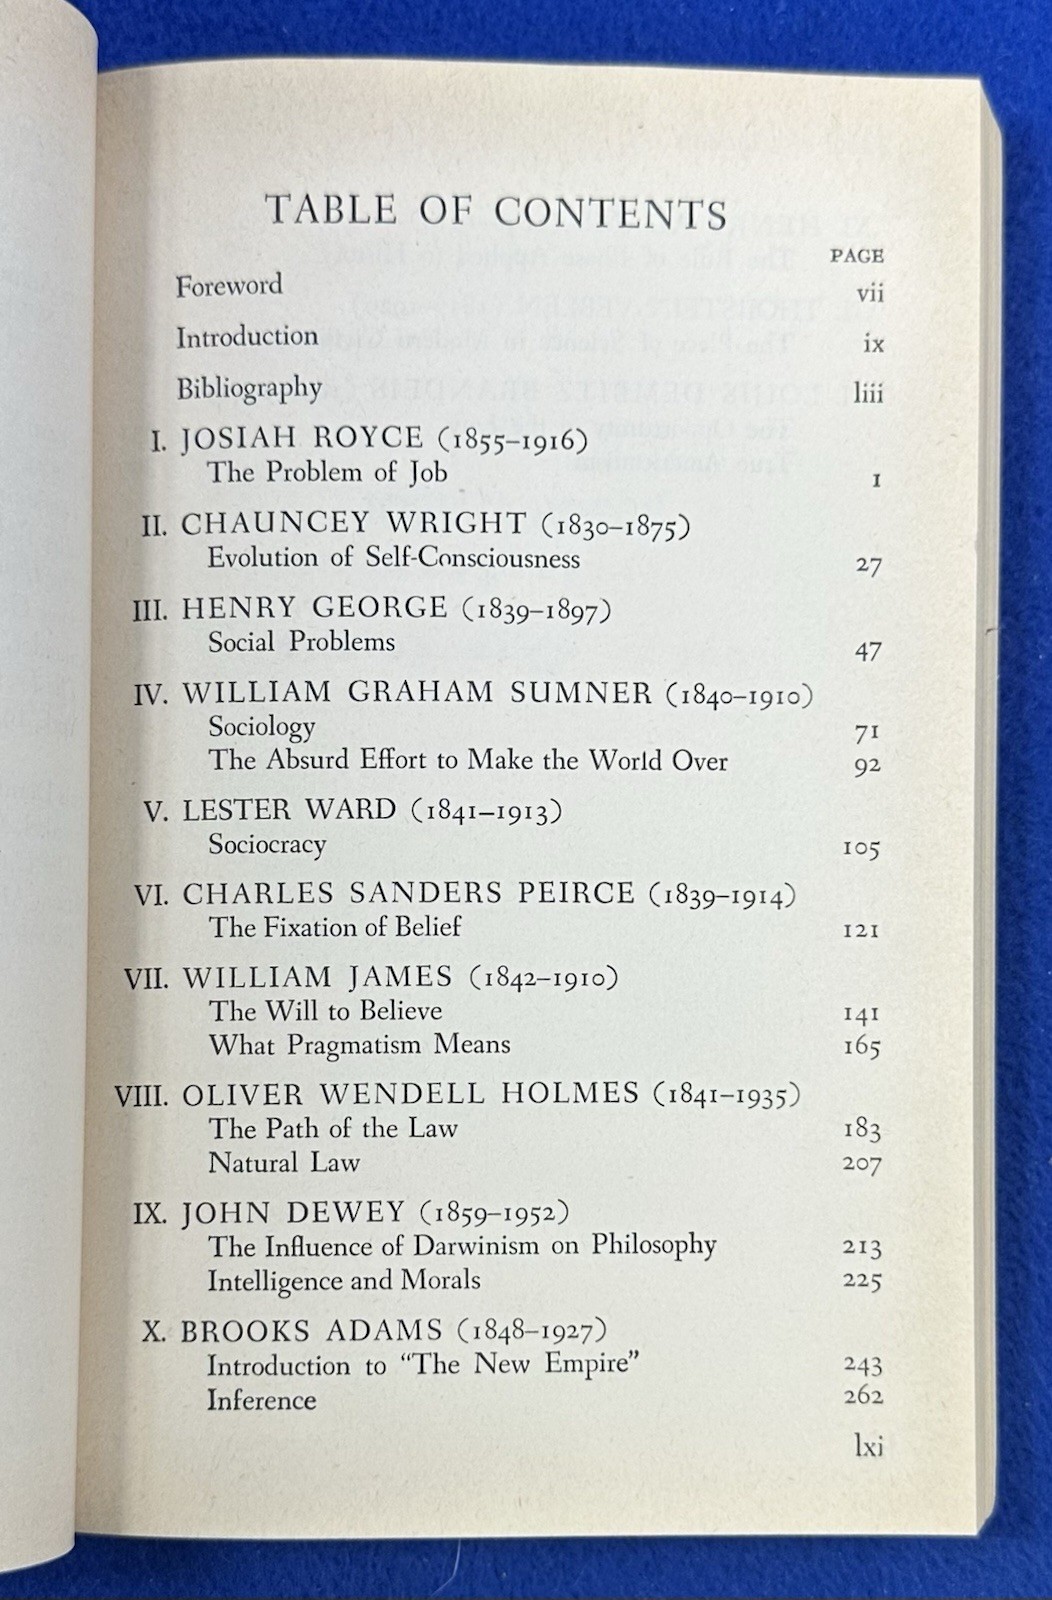 TABLE OF CONTENTS
PAGE
Foreword vii
Introduction ix
Bibliography liii
I. JOSIAH ROYCE (1855–1916)
The Problem of Job 1
II. CHAUNCEY WRIGHT (1830–1875)
Evolution of Self-Consciousness 27
III. HENRY GEORGE (1839–1897)
Social Problems 47
IV. WILLIAM GRAHAM SUMNER (1840–1910)
Sociology 71
The Absurd Effort to Make the World Over 92
V. LESTER WARD (1841–1913)
Sociocracy 105
VI. CHARLES SANDERS PEIRCE (1839–1914)
The Fixation of Belief 121
VII. WILLIAM JAMES (1842–1910)
The Will to Believe 141
What Pragmatism Means 165
VIII. OLIVER WENDELL HOLMES (1841–1935)
The Path of the Law 183
Natural Law 207
IX. JOHN DEWEY (1859–1952)
The Influence of Darwinism on Philosophy 213
Intelligence and Morals 225
X. BROOKS ADAMS (1848–1927)
Introduction to “The New Empire” 243
Inference 262
lxi